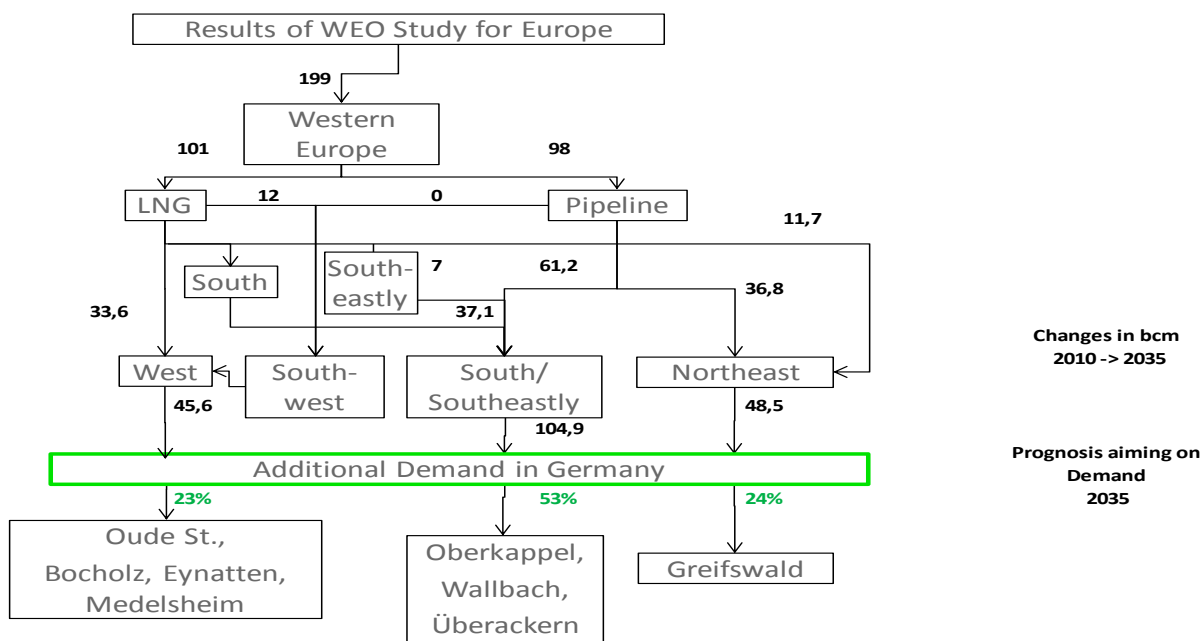 Results of WEO Study for Europe
199
Western
Europe
101
98
LNG
12
0
Pipeline
11,7
South
South-
eastly
7
61,2
36,8
33,6
37,1
Changes in bcm
2010 -> 2035
West
South-
west
South/
Southeastly
Northeast
45,6
104,9
48,5
Prognosis aiming on
Demand
2035
Additional Demand in Germany
23%
53%
24%
Oude St.,
Bocholz, Eynatten,
Medelsheim
Oberkappel,
Wallbach,
Überackern
Greifswald